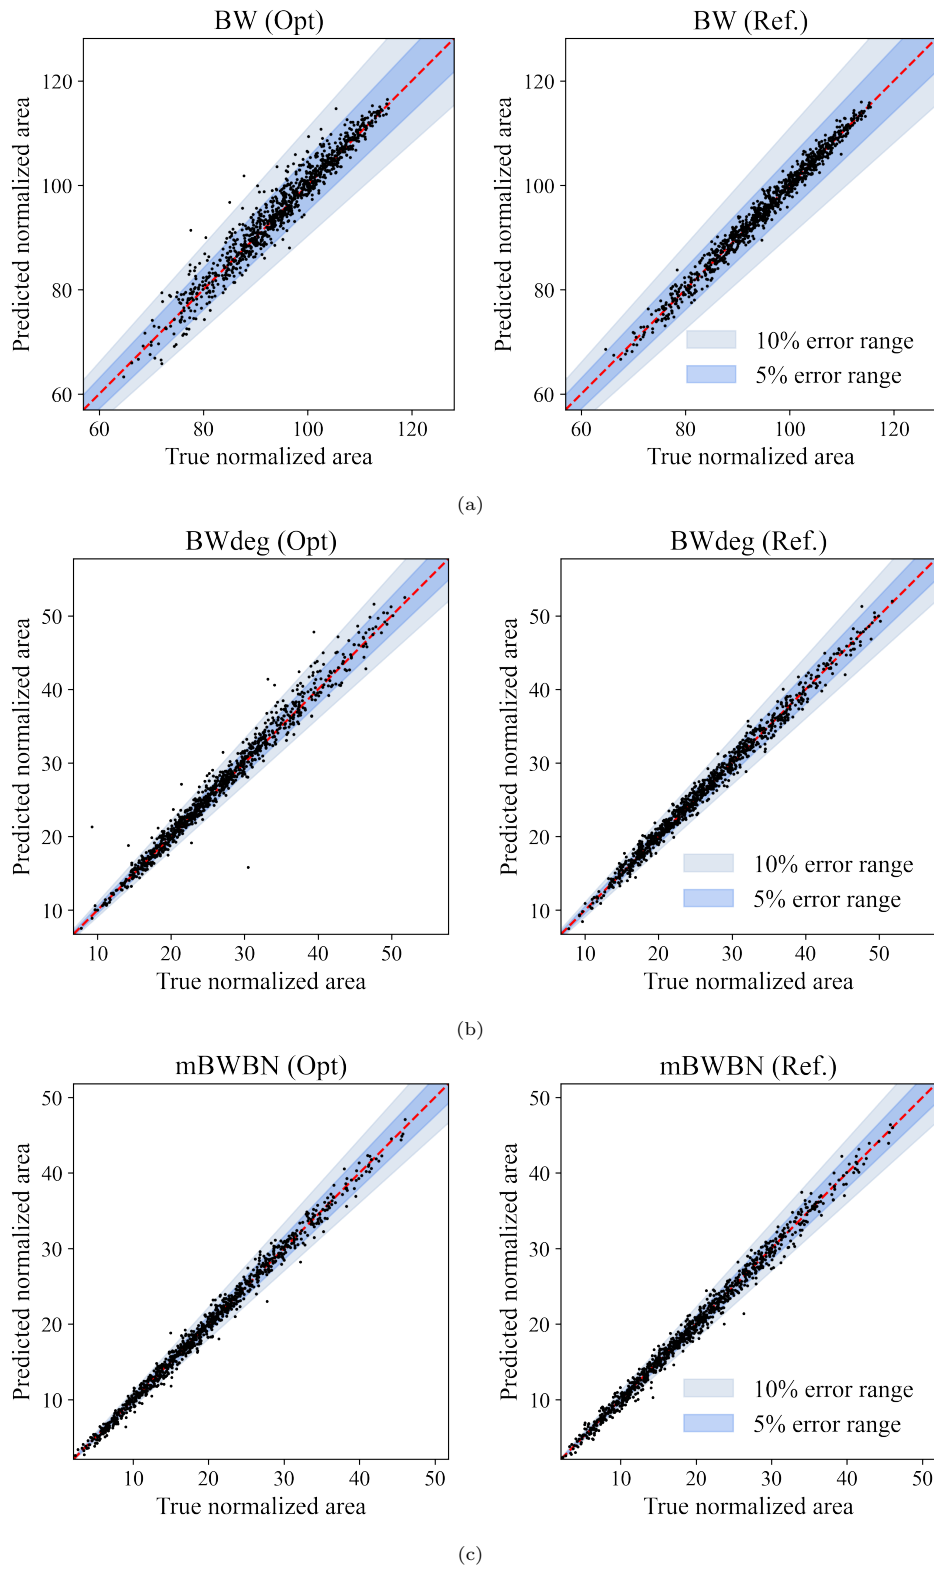 BW (Opt)
BW (Ref.)
Predicted normalized area
120
100
80
60
60
80
100
120
True normalized area
Predicted normalized area
120
100
80
60
10% error range
5% error range
60
80
100
120
True normalized area
(a)
BWdeg (Opt)
BWdeg (Ref.)
Predicted normalized area
50
40
30
20
10
10
20
30
40
50
True normalized area
Predicted normalized area
50
40
30
20
10
10% error range
5% error range
10
20
30
40
50
True normalized area
(b)
mBWBN (Opt)
mBWBN (Ref.)
Predicted normalized area
50
40
30
20
10
10
20
30
40
50
True normalized area
Predicted normalized area
50
40
30
20
10
10% error range
5% error range
10
20
30
40
50
True normalized area
(c)